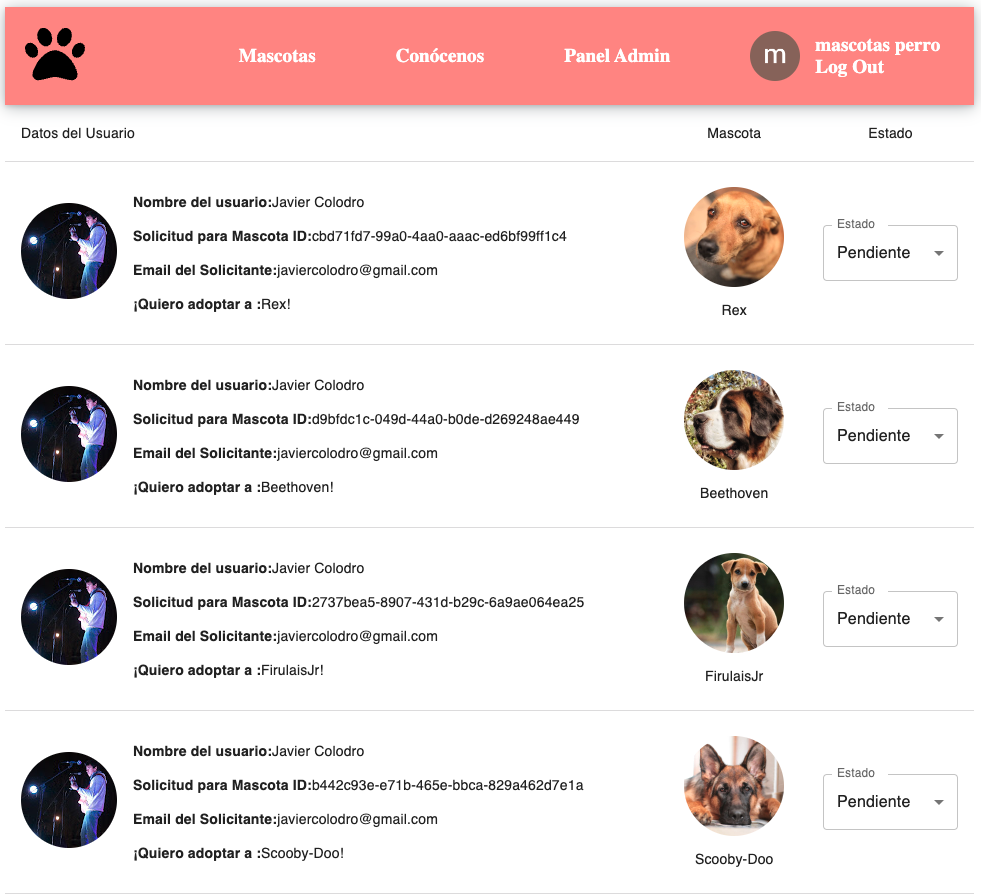 Mascotas
Conócenos
Panel Admin
m
mascotas perro
Log Out
Datos del Usuario
Mascota
Estado
Nombre del usuario:Javier Colodro
Solicitud para Mascota ID:cbd71fd7-99a0-4aa0-aaac-ed6bf99ff1c4
Email del Solicitante:javiercolodro@gmail.com
¡Quiero adoptar a :Rex!
Rex
Estado
Pendiente
Nombre del usuario:Javier Colodro
Solicitud para Mascota ID:d9bfdc1c-049d-44a0-b0de-d269248ae449
Email del Solicitante:javiercolodro@gmail.com
¡Quiero adoptar a :Beethoven!
Beethoven
Estado
Pendiente
Nombre del usuario:Javier Colodro
Solicitud para Mascota ID:2737bea5-8907-431d-b29c-6a9ae064ea25
Email del Solicitante:javiercolodro@gmail.com
¡Quiero adoptar a :FirulaisJr!
FirulaisJr
Estado
Pendiente
Nombre del usuario:Javier Colodro
Solicitud para Mascota ID:b442c93e-e71b-465e-bbca-829a462d7e1a
Email del Solicitante:javiercolodro@gmail.com
¡Quiero adoptar a :Scooby-Doo!
Scooby-Doo
Estado
Pendiente